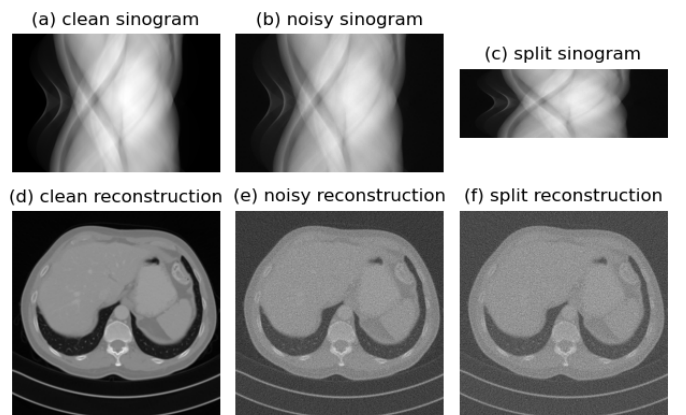 (a) clean sinogram
(b) noisy sinogram
(c) split sinogram
(d) clean reconstruction
(e) noisy reconstruction
(f) split reconstruction